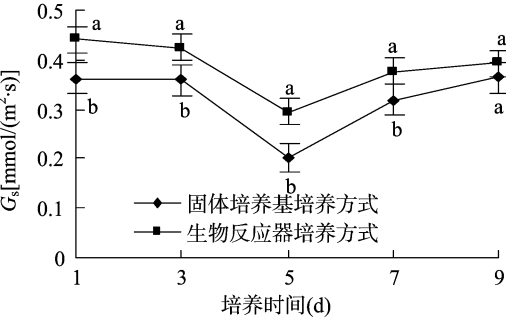 0.5
0.4
0.3
0.2
0.1
0
Gs[mmol/(m²·s)]
a
a
a
a
a
b
b
b
b
a
固体培养基培养方式
生物反应器培养方式
1
3
5
7
9
培养时间(d)